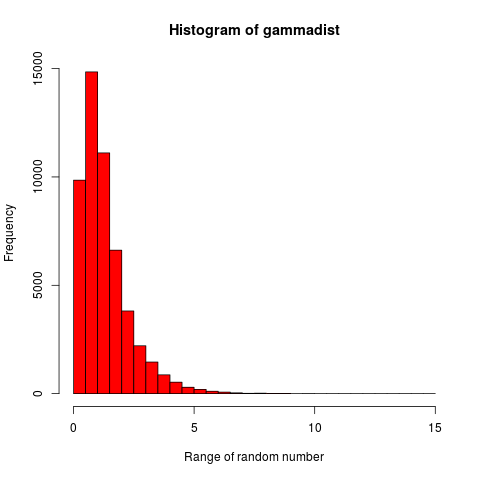 Histogram of gammadist
Frequency
15000
10000
5000
0
0 5 10 15
Range of random number